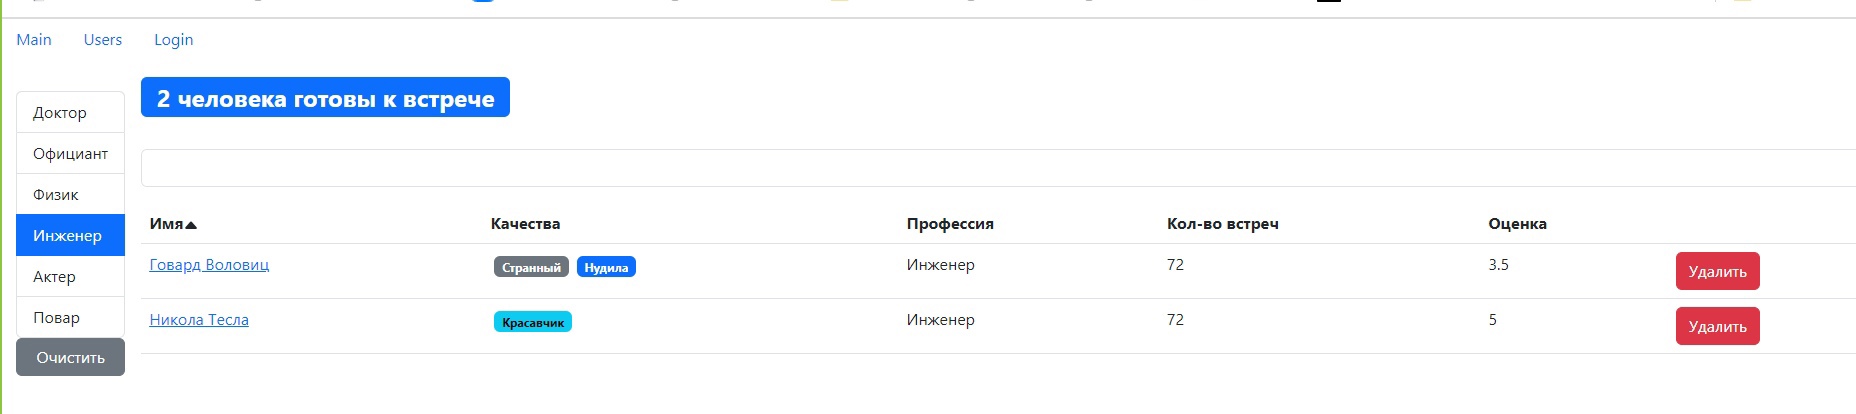 Main Users Login
2 человека готовы к встрече
Доктор
Официант
Физик
Инженер
Актер
Повар
Очистить
Имя Качества Профессия Кол-во встреч Оценка
Говард Воловиц Странный Нудила Инженер 72 3.5 Удалить
Никола Тесла Красавчик Инженер 72 5 Удалить